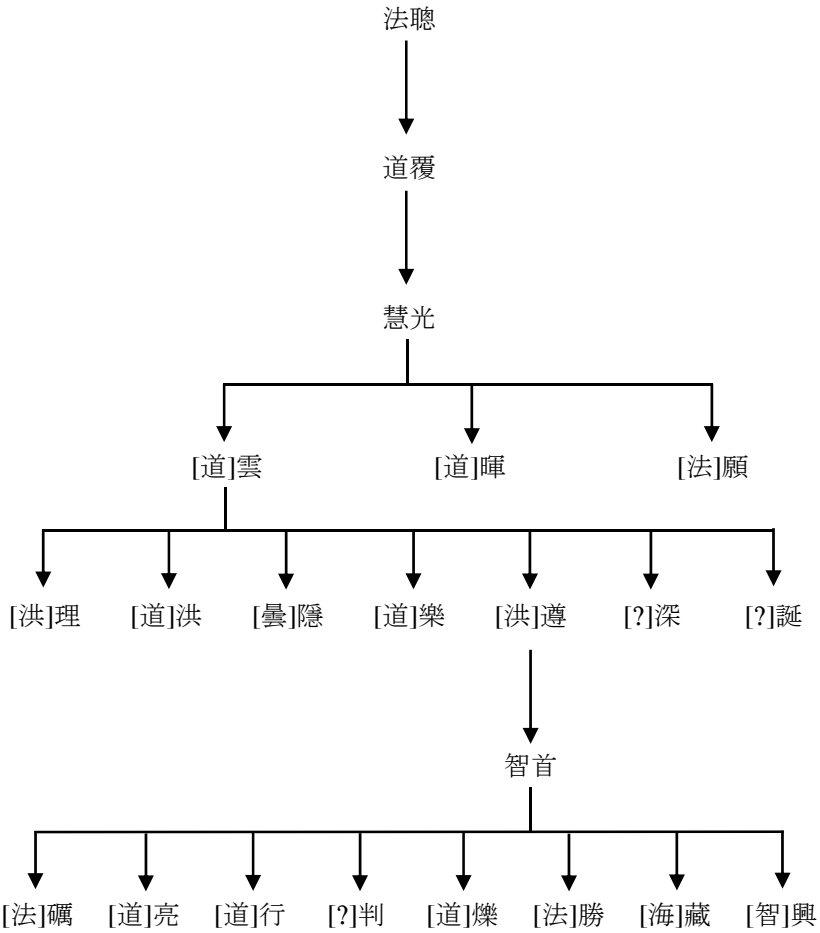 法聰
道覆
慧光
[道]雲 [道]暉 [法]願
[洪]理 [道]洪 [曇]隱 [道]樂 [洪]遵 [?]深 [?]誕
智首
[法]礪 [道]亮 [道]行 [?]判 [道]爍 [法]勝 [海]藏 [智]興